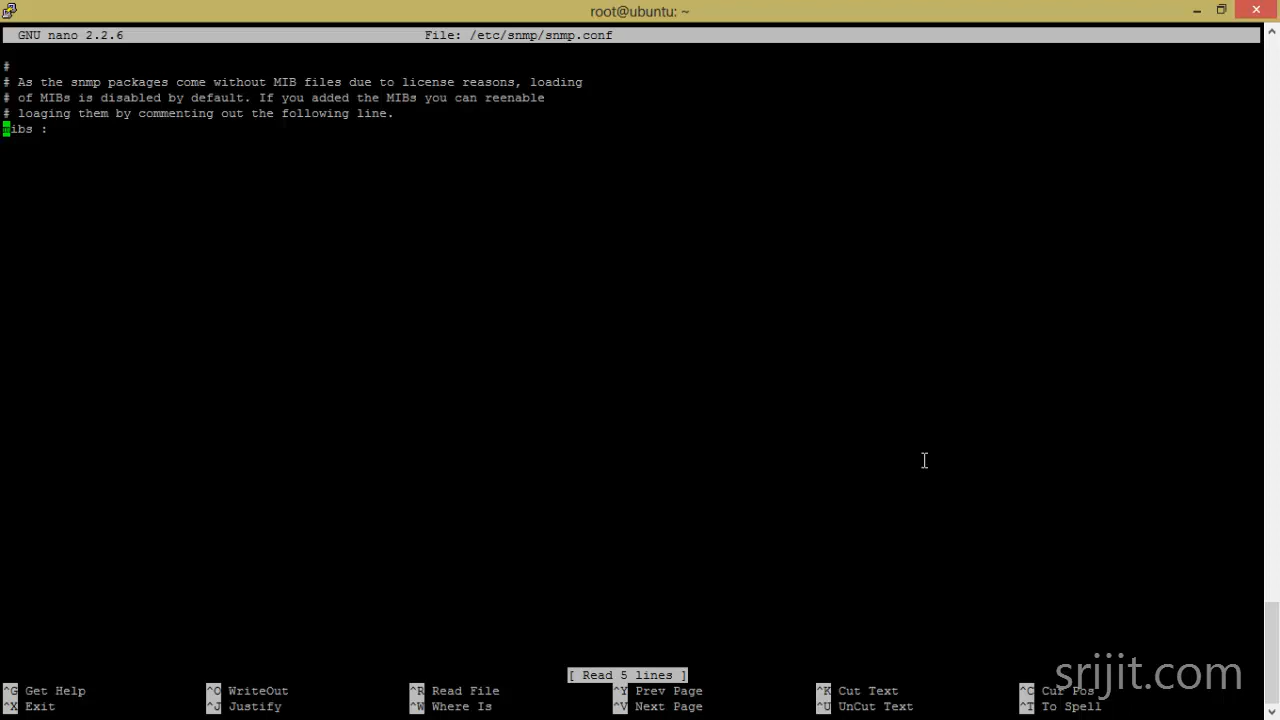 root@ubuntu: ~
GNU nano 2.2.6 File: /etc/snmp/snmp.conf
#
# As the snmp packages come without MIB files due to license reasons, loading
# of MIBs is disabled by default. If you added the MIBs you can reenable
# loaging them by commenting out the following line.
mibs :
[ Read 5 lines ]
^G Get Help ^O WriteOut ^R Read File ^Y Prev Page ^K Cut Text ^C Cur Pos
^X Exit ^J Justify ^W Where Is ^V Next Page ^U UnCut Text ^T To Spell
srijit.com